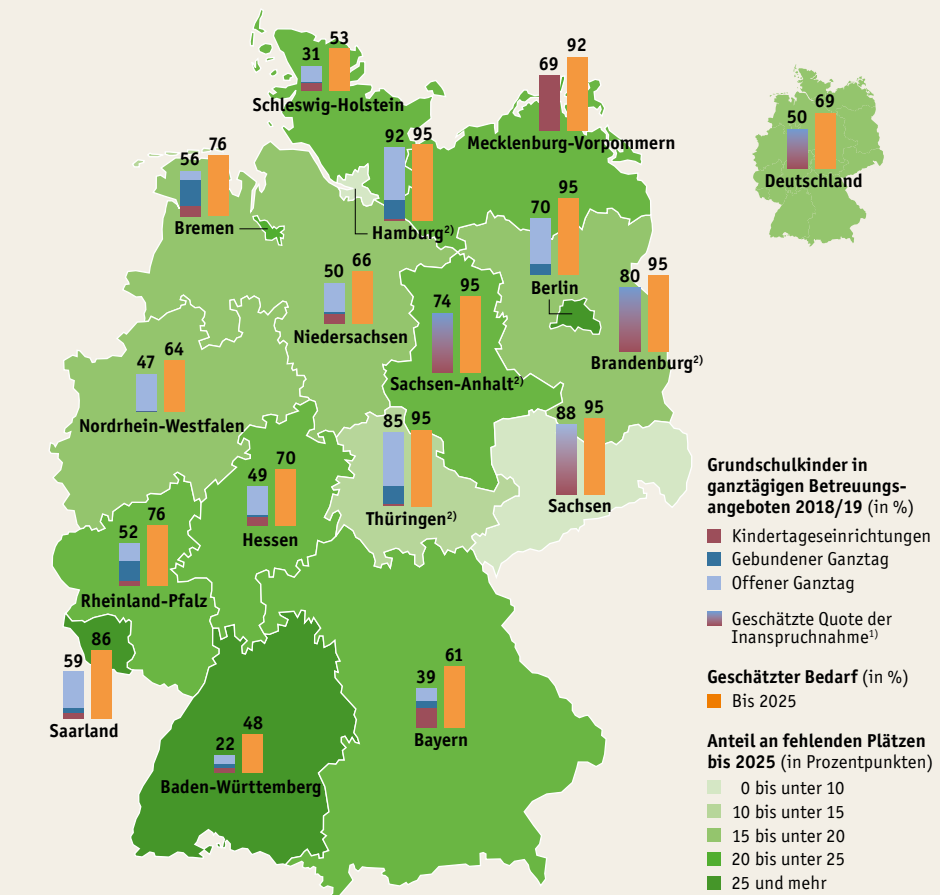 31 53
Schleswig-Holstein
69 92
Mecklenburg-Vorpommern
50 69
Deutschland
56 76
Bremen
92 95
Hamburg²⁾
70 95
Berlin
50 66
Niedersachsen
74 95
Sachsen-Anhalt²⁾
80 95
Brandenburg²⁾
47 64
Nordrhein-Westfalen
49 70
Hessen
85 95
Thüringen²⁾
88 95
Sachsen
52 76
Rheinland-Pfalz
59 86
Saarland
22 48
Baden-Württemberg
39 61
Bayern
Grundschulkinder in
ganztägigen Betreuungs-
angeboten 2018/19 (in %)
Kindertageseinrichtungen
Gebundener Ganztag
Offener Ganztag
Geschätzte Quote der
Inanspruchnahme¹⁾
Geschätzter Bedarf (in %)
Bis 2025
Anteil an fehlenden Plätzen
bis 2025 (in Prozentpunkten)
0 bis unter 10
10 bis unter 15
15 bis unter 20
20 bis unter 25
25 und mehr